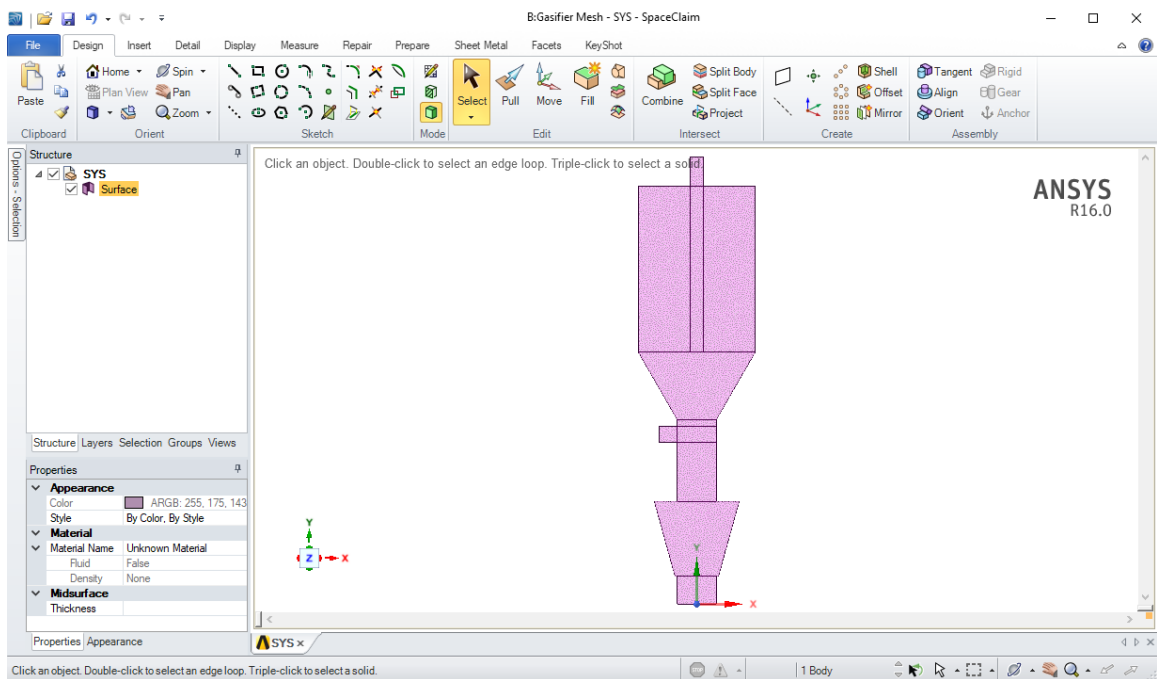 B:Gasifier Mesh - SYS - SpaceClaim
File Design Insert Detail Display Measure Repair Prepare Sheet Metal Facets KeyShot
Home Spin Split Body Shell Tangent Rigid
Plan View Pan Split Face Offset Align Gear
Paste Select Pull Move Fill Combine
Zoom Project Mirror Orient Anchor
Clipboard Orient Sketch Mode Edit Intersect Create Assembly
Options - Selection
Structure
SYS
Surface
Click an object. Double-click to select an edge loop. Triple-click to select a solid.
ANSYS
R16.0
Structure Layers Selection Groups Views
Properties
Appearance
Color ARGB: 255, 175, 143
Style By Color, By Style
Material
Material Name Unknown Material
Fluid False
Density None
Midsurface
Thickness
Properties Appearance
Y
Z X
Y
X
SYS
Click an object. Double-click to select an edge loop. Triple-click to select a solid.
1 Body